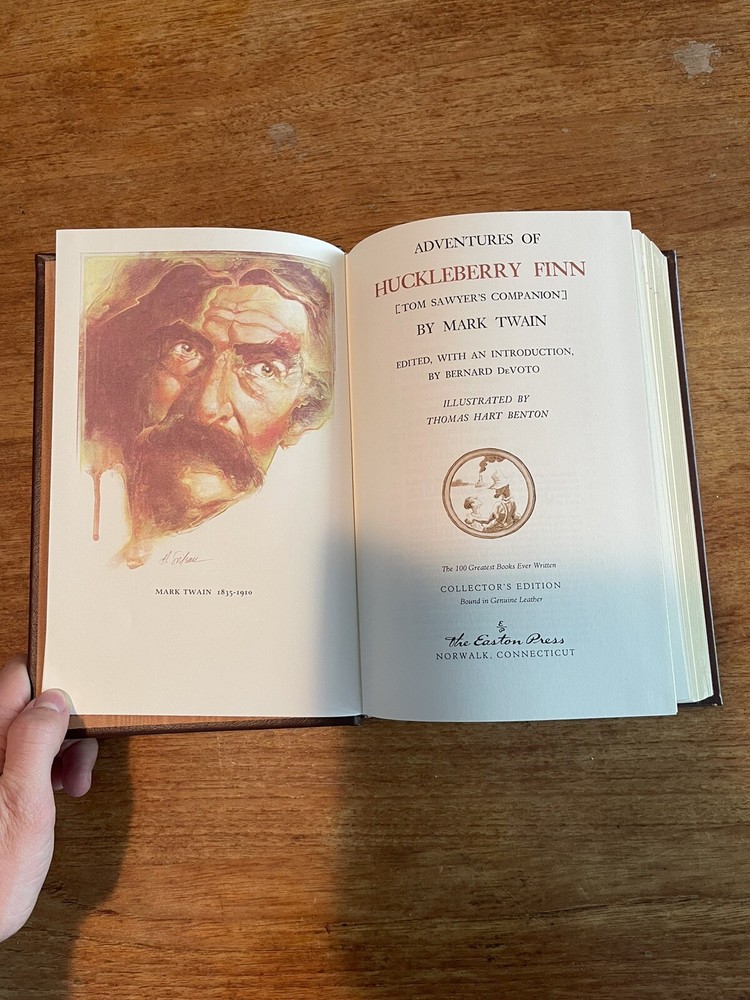 MARK TWAIN 1835-1910
ADVENTURES OF
HUCKLEBERRY FINN
[TOM SAWYER'S COMPANION]
BY MARK TWAIN
EDITED, WITH AN INTRODUCTION,
BY BERNARD DEVOTO
ILLUSTRATED BY
THOMAS HART BENTON
The 100 Greatest Books Ever Written
COLLECTOR'S EDITION
Bound in Genuine Leather
The Easton Press
NORWALK, CONNECTICUT